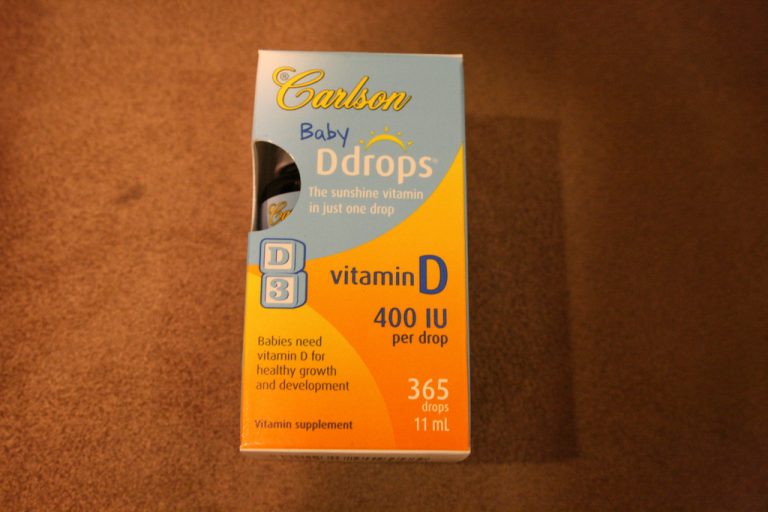 ® Carlson
Baby
Ddrops®
The sunshine vitamin
in just one drop
D
3
vitamin D
400 IU
per drop
Babies need
vitamin D for
healthy growth
and development
365
drops
11 mL
Vitamin supplement